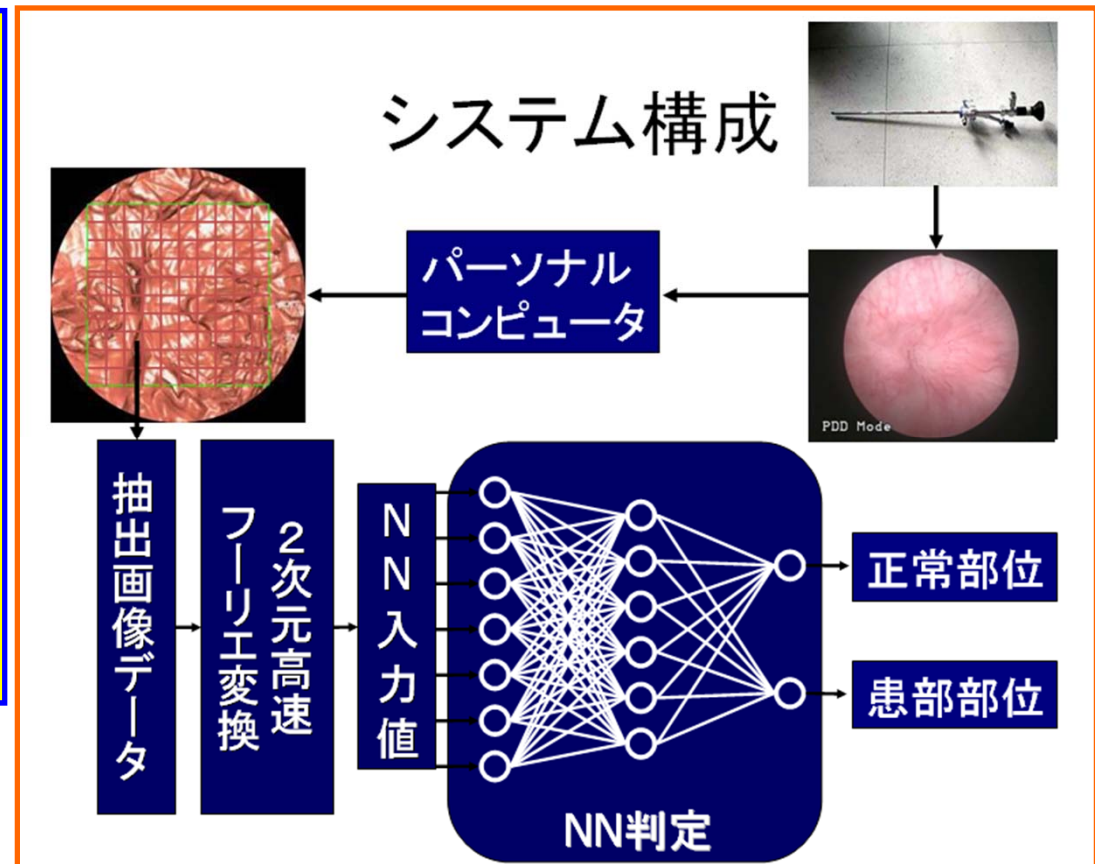 システム構成
パーソナル
コンピュータ
PDD Mode
抽出画像データ
2次元高速
フーリエ変換
NN入力値
正常部位
患部部位
NN判定